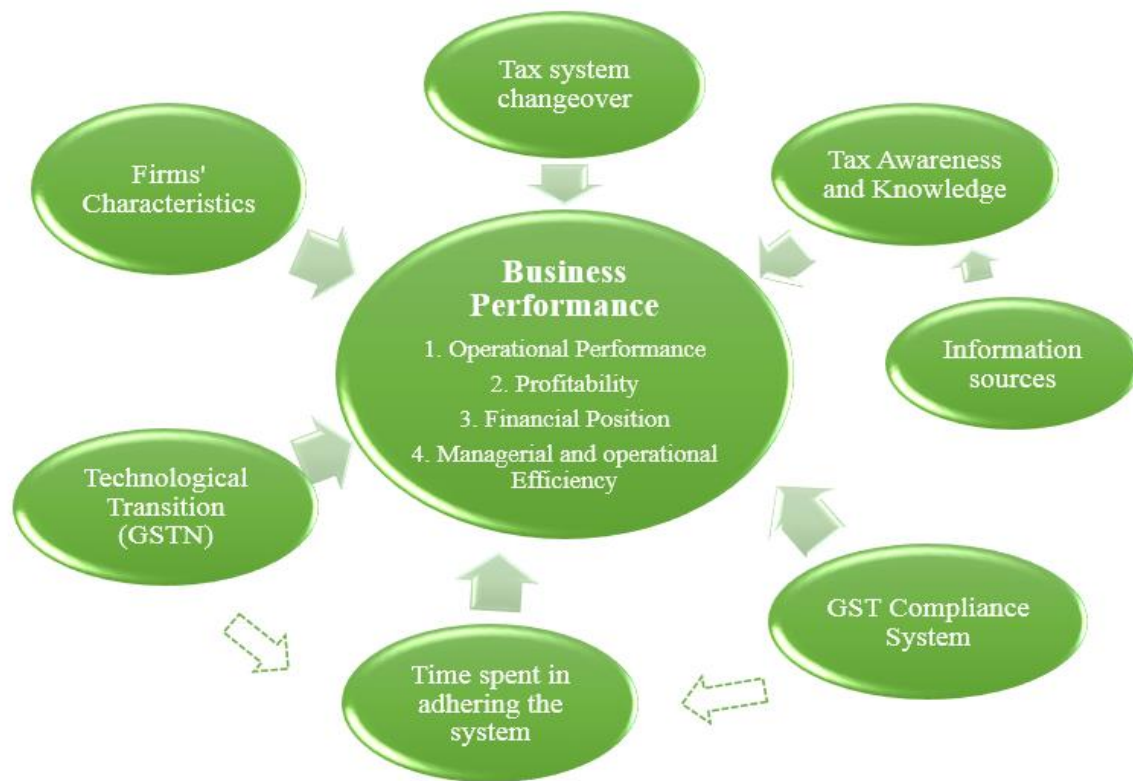 Tax system
changeover
Firms'
Characteristics
Tax Awareness
and Knowledge
Business
Performance
1. Operational Performance
2. Profitability
3. Financial Position
4. Managerial and operational
Efficiency
Information
sources
Technological
Transition
(GSTN)
GST Compliance
System
Time spent in
adhering the
system